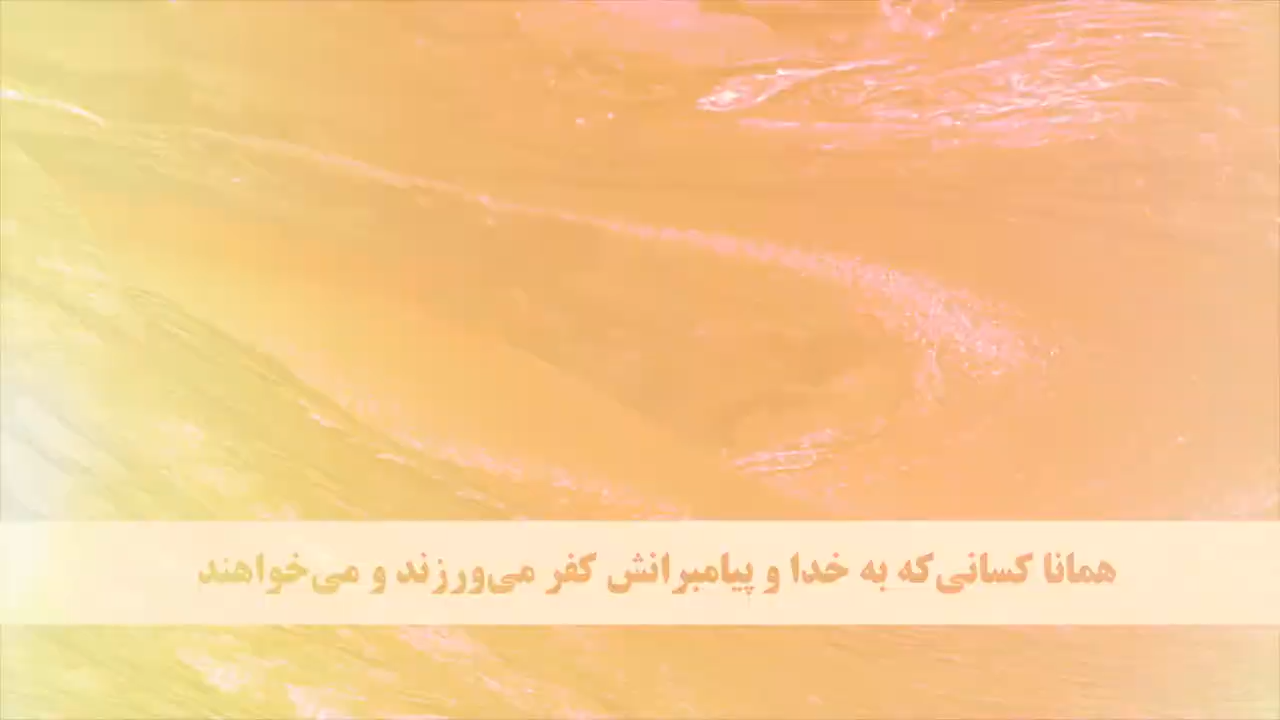 همانا کسانی‌که به خدا و پیامبرانش کفر می‌ورزند و می‌خواهند